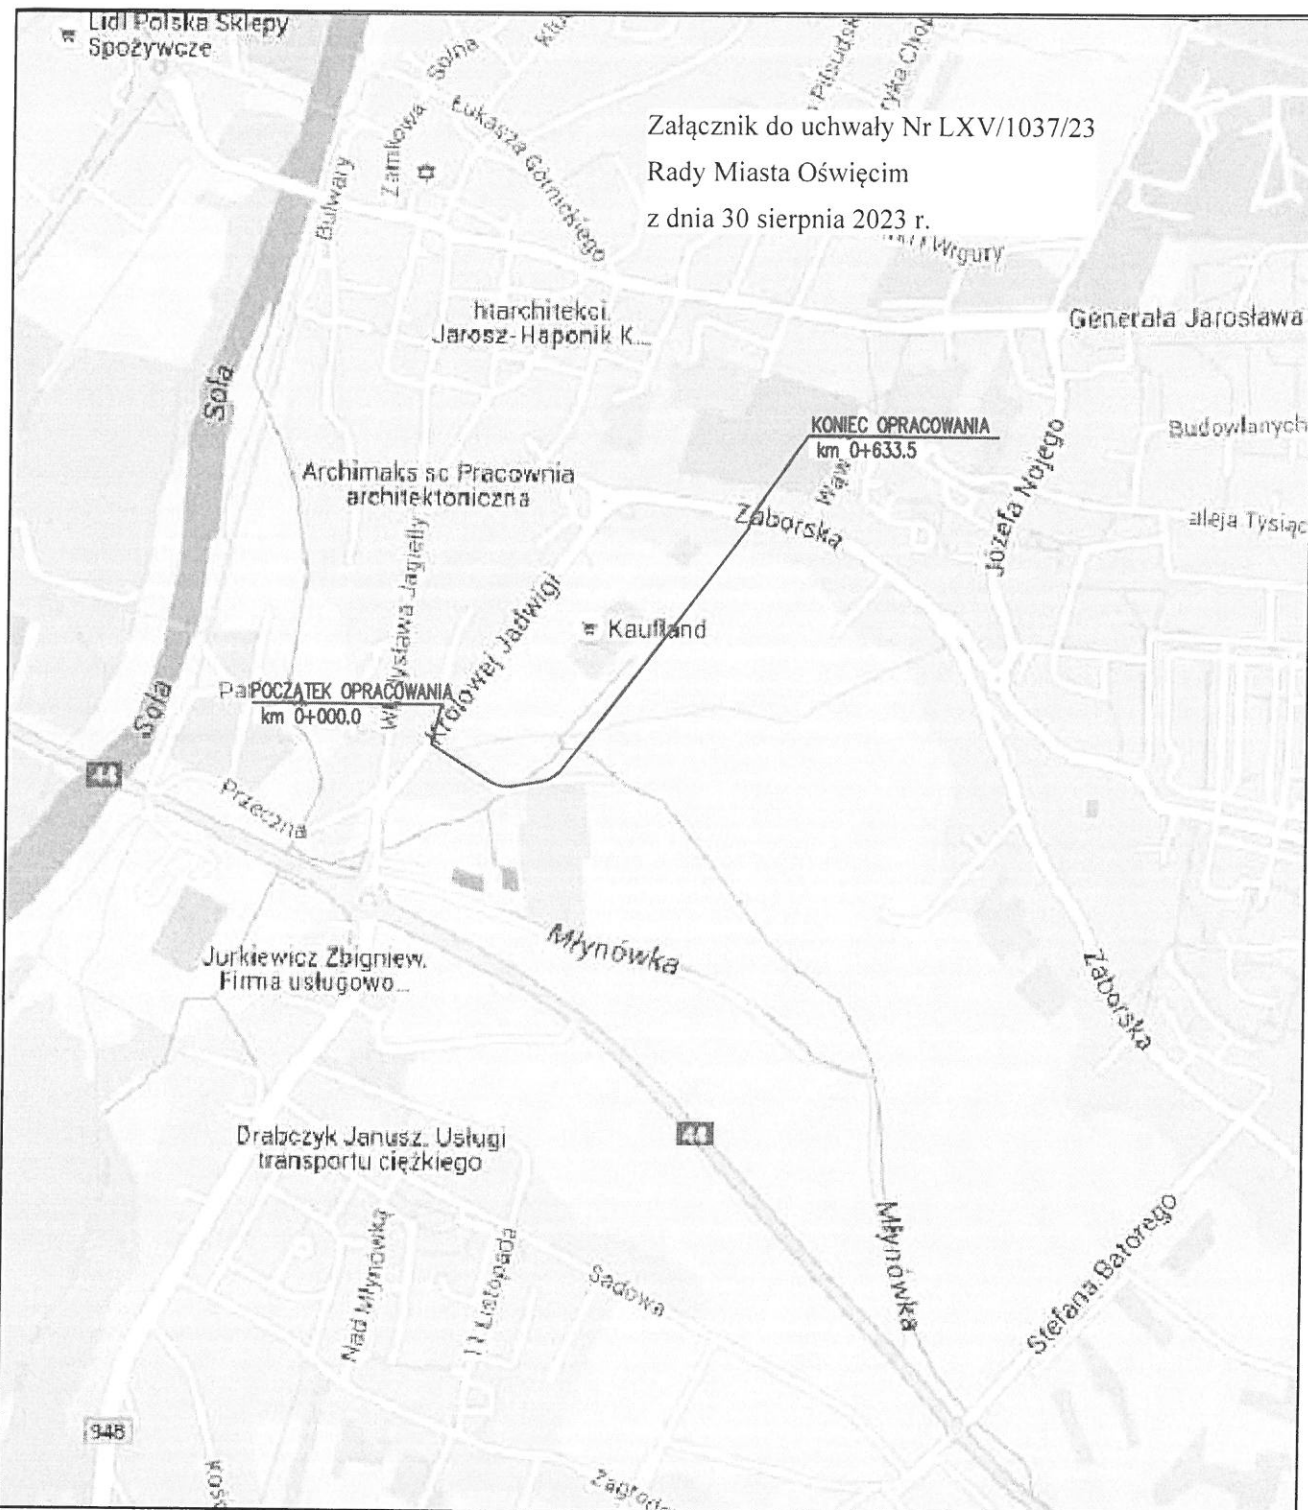 Lidl Polska Sklepy
Spożywcze
Solna
Zamkowa
Łukasza Górnickiego
Bulwary
Załącznik do uchwały Nr LXV/1037/23
Rady Miasta Oświęcim
z dnia 30 sierpnia 2023 r.
Wigury
htarchitekci.
Jarosz-Haponik K...
Generała Jarosława
Soła
KONIEC OPRACOWANIA
km 0+633.5
Budowlanych
Józefa Nojego
Archimaks sc Pracownia
architektoniczna
Zaborska
aleja Tysiąc
Władysława Jagiełły
Królowej Jadwigi
Kaufland
POCZĄTEK OPRACOWANIA
km 0+000.0
Soła
44
Przeczna
Młynówka
Jurkiewicz Zbigniew.
Firma usługowo...
Zaborska
Drabczyk Janusz. Usługi
transportu ciężkiego
44
Nad Młynówką
11 Listopada
Sadowa
Młynówka
Stefana Batorego
948